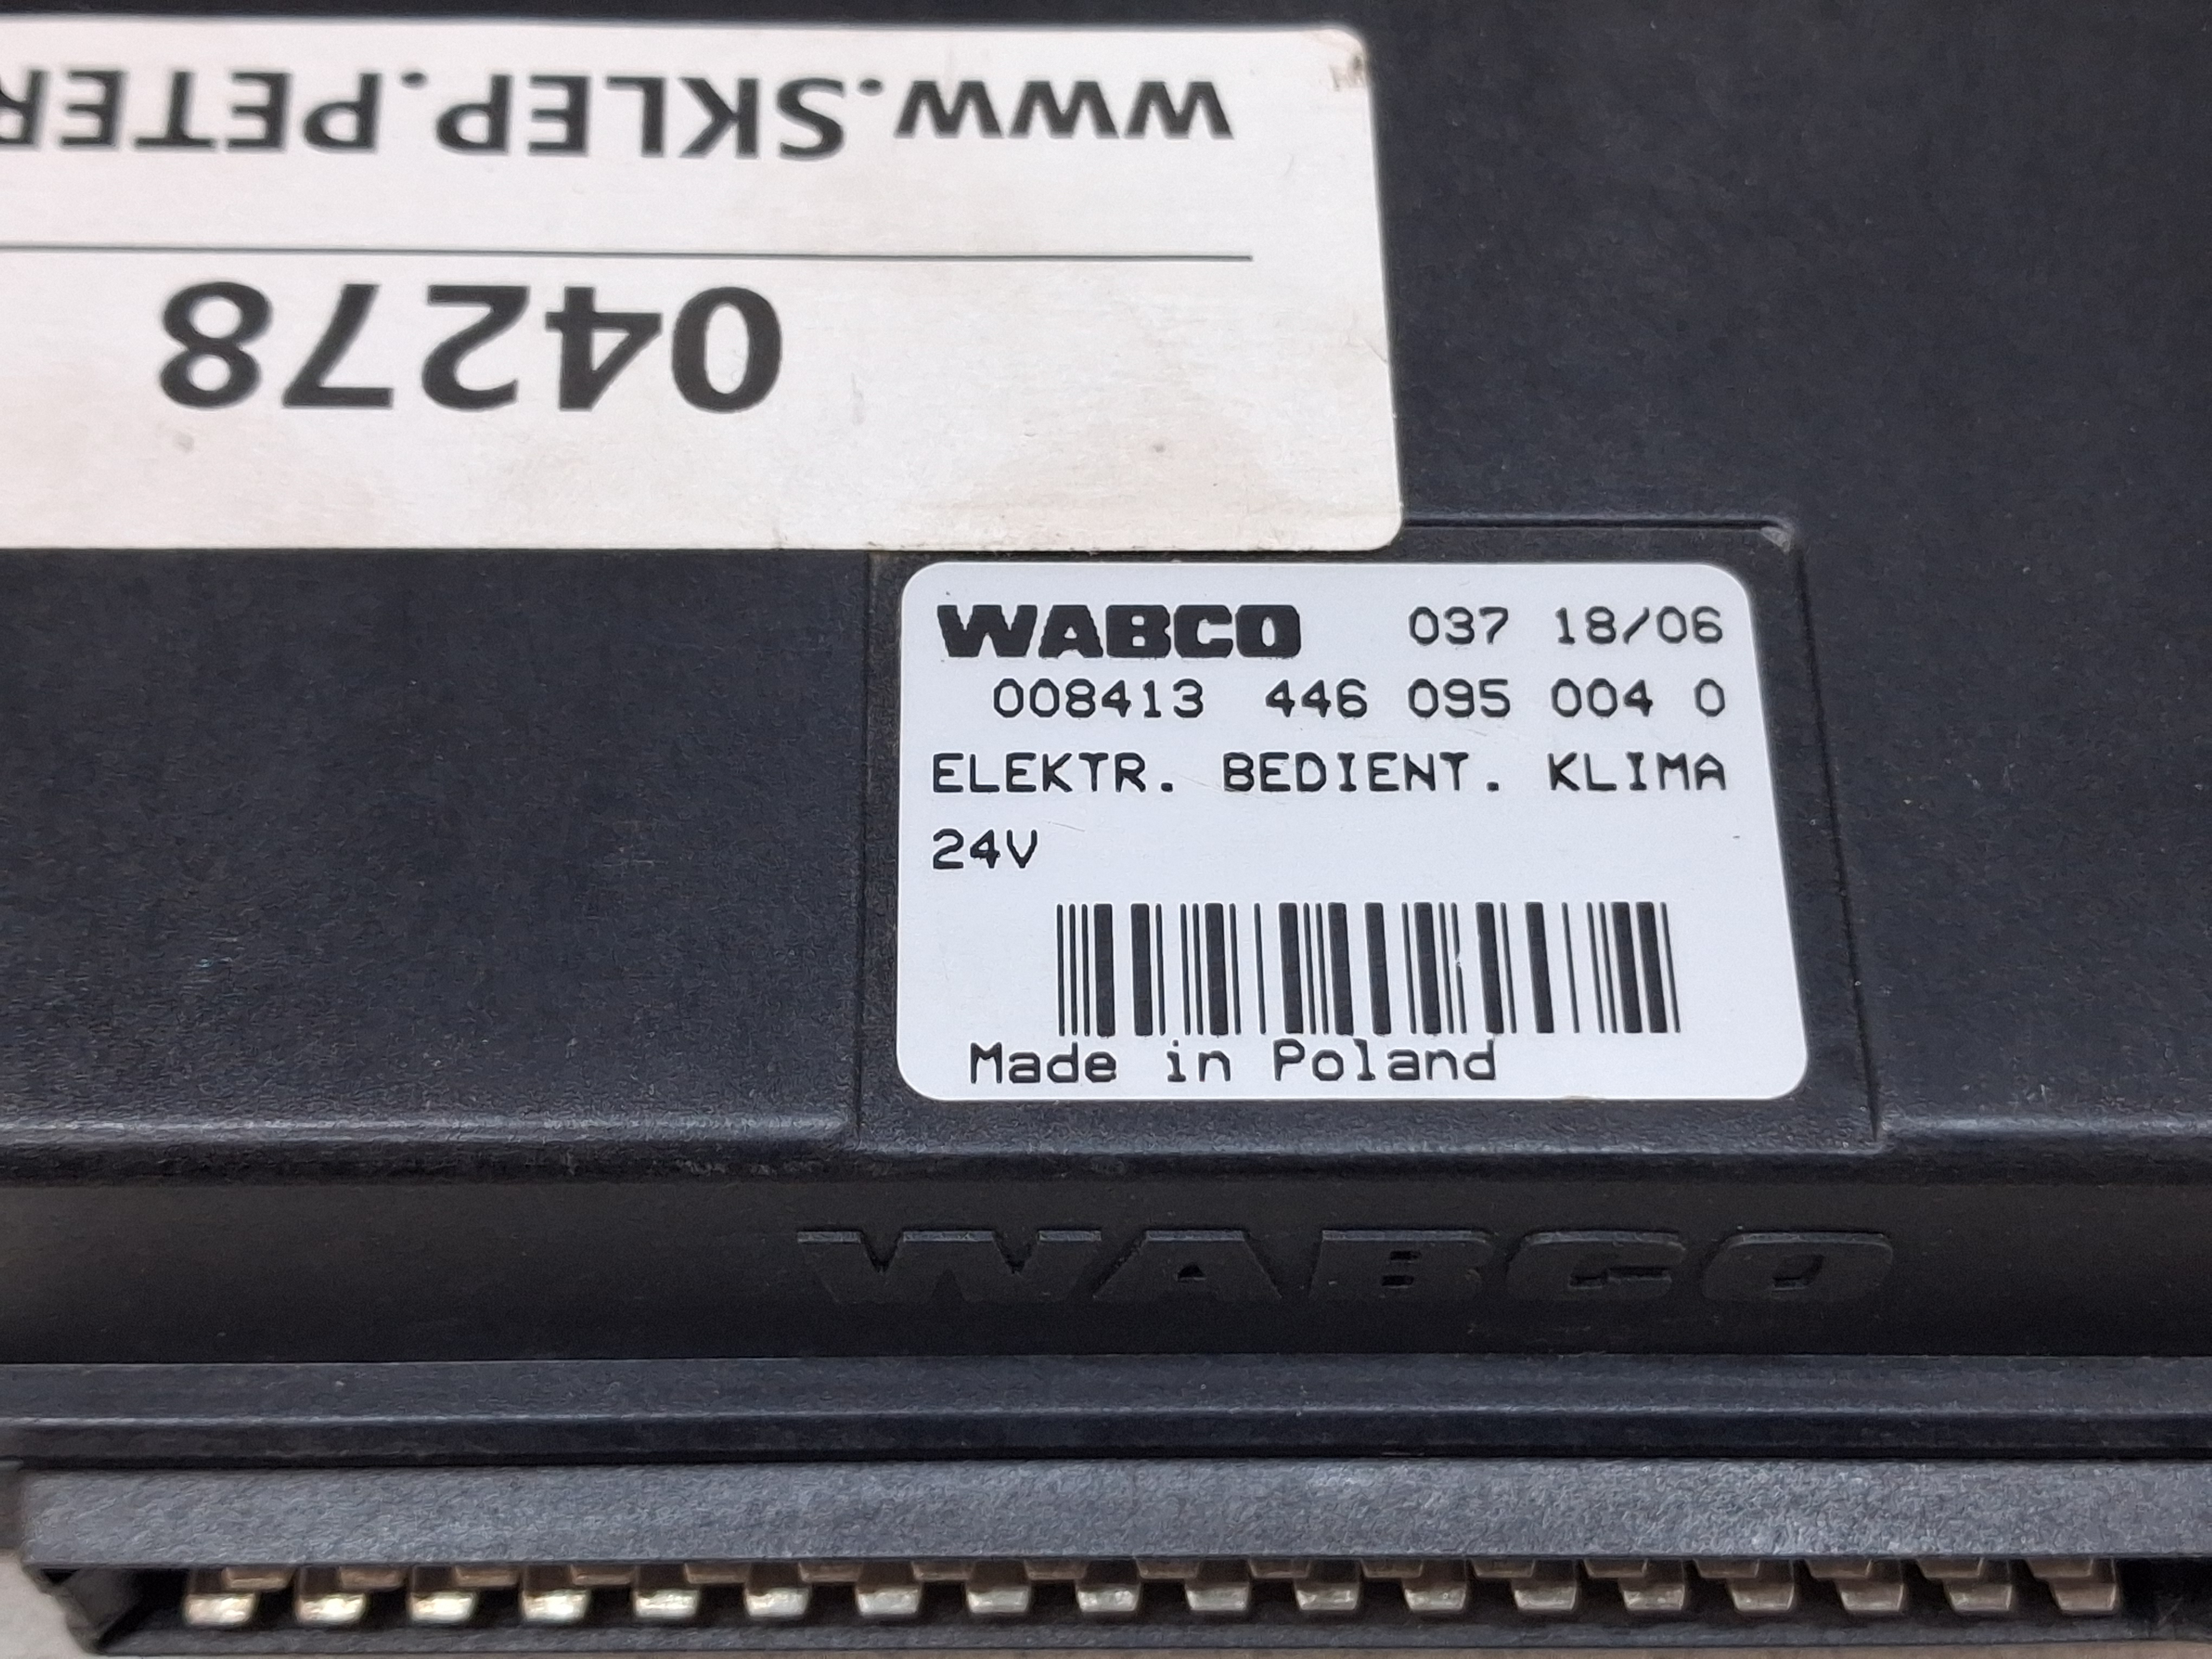 WWW.SKLEP.PETER
04278
WABCO 037 18/06
008413 446 095 004 0
ELEKTR. BEDIENT. KLIMA
24V
Made in Poland
WABCO